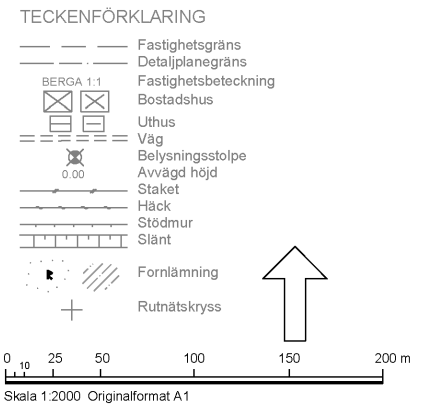 TECKENFÖRKLARING
Fastighetsgräns
Detaljplanegräns
BERGA 1:1 Fastighetsbeteckning
Bostadshus
Uthus
Väg
Belysningsstolpe
0.00 Avvägd höjd
Staket
Häck
Stödmur
Slänt
R Fornlämning
Rutnätskryss
0 10 25 50 100 150 200 m
Skala 1:2000 Originalformat A1